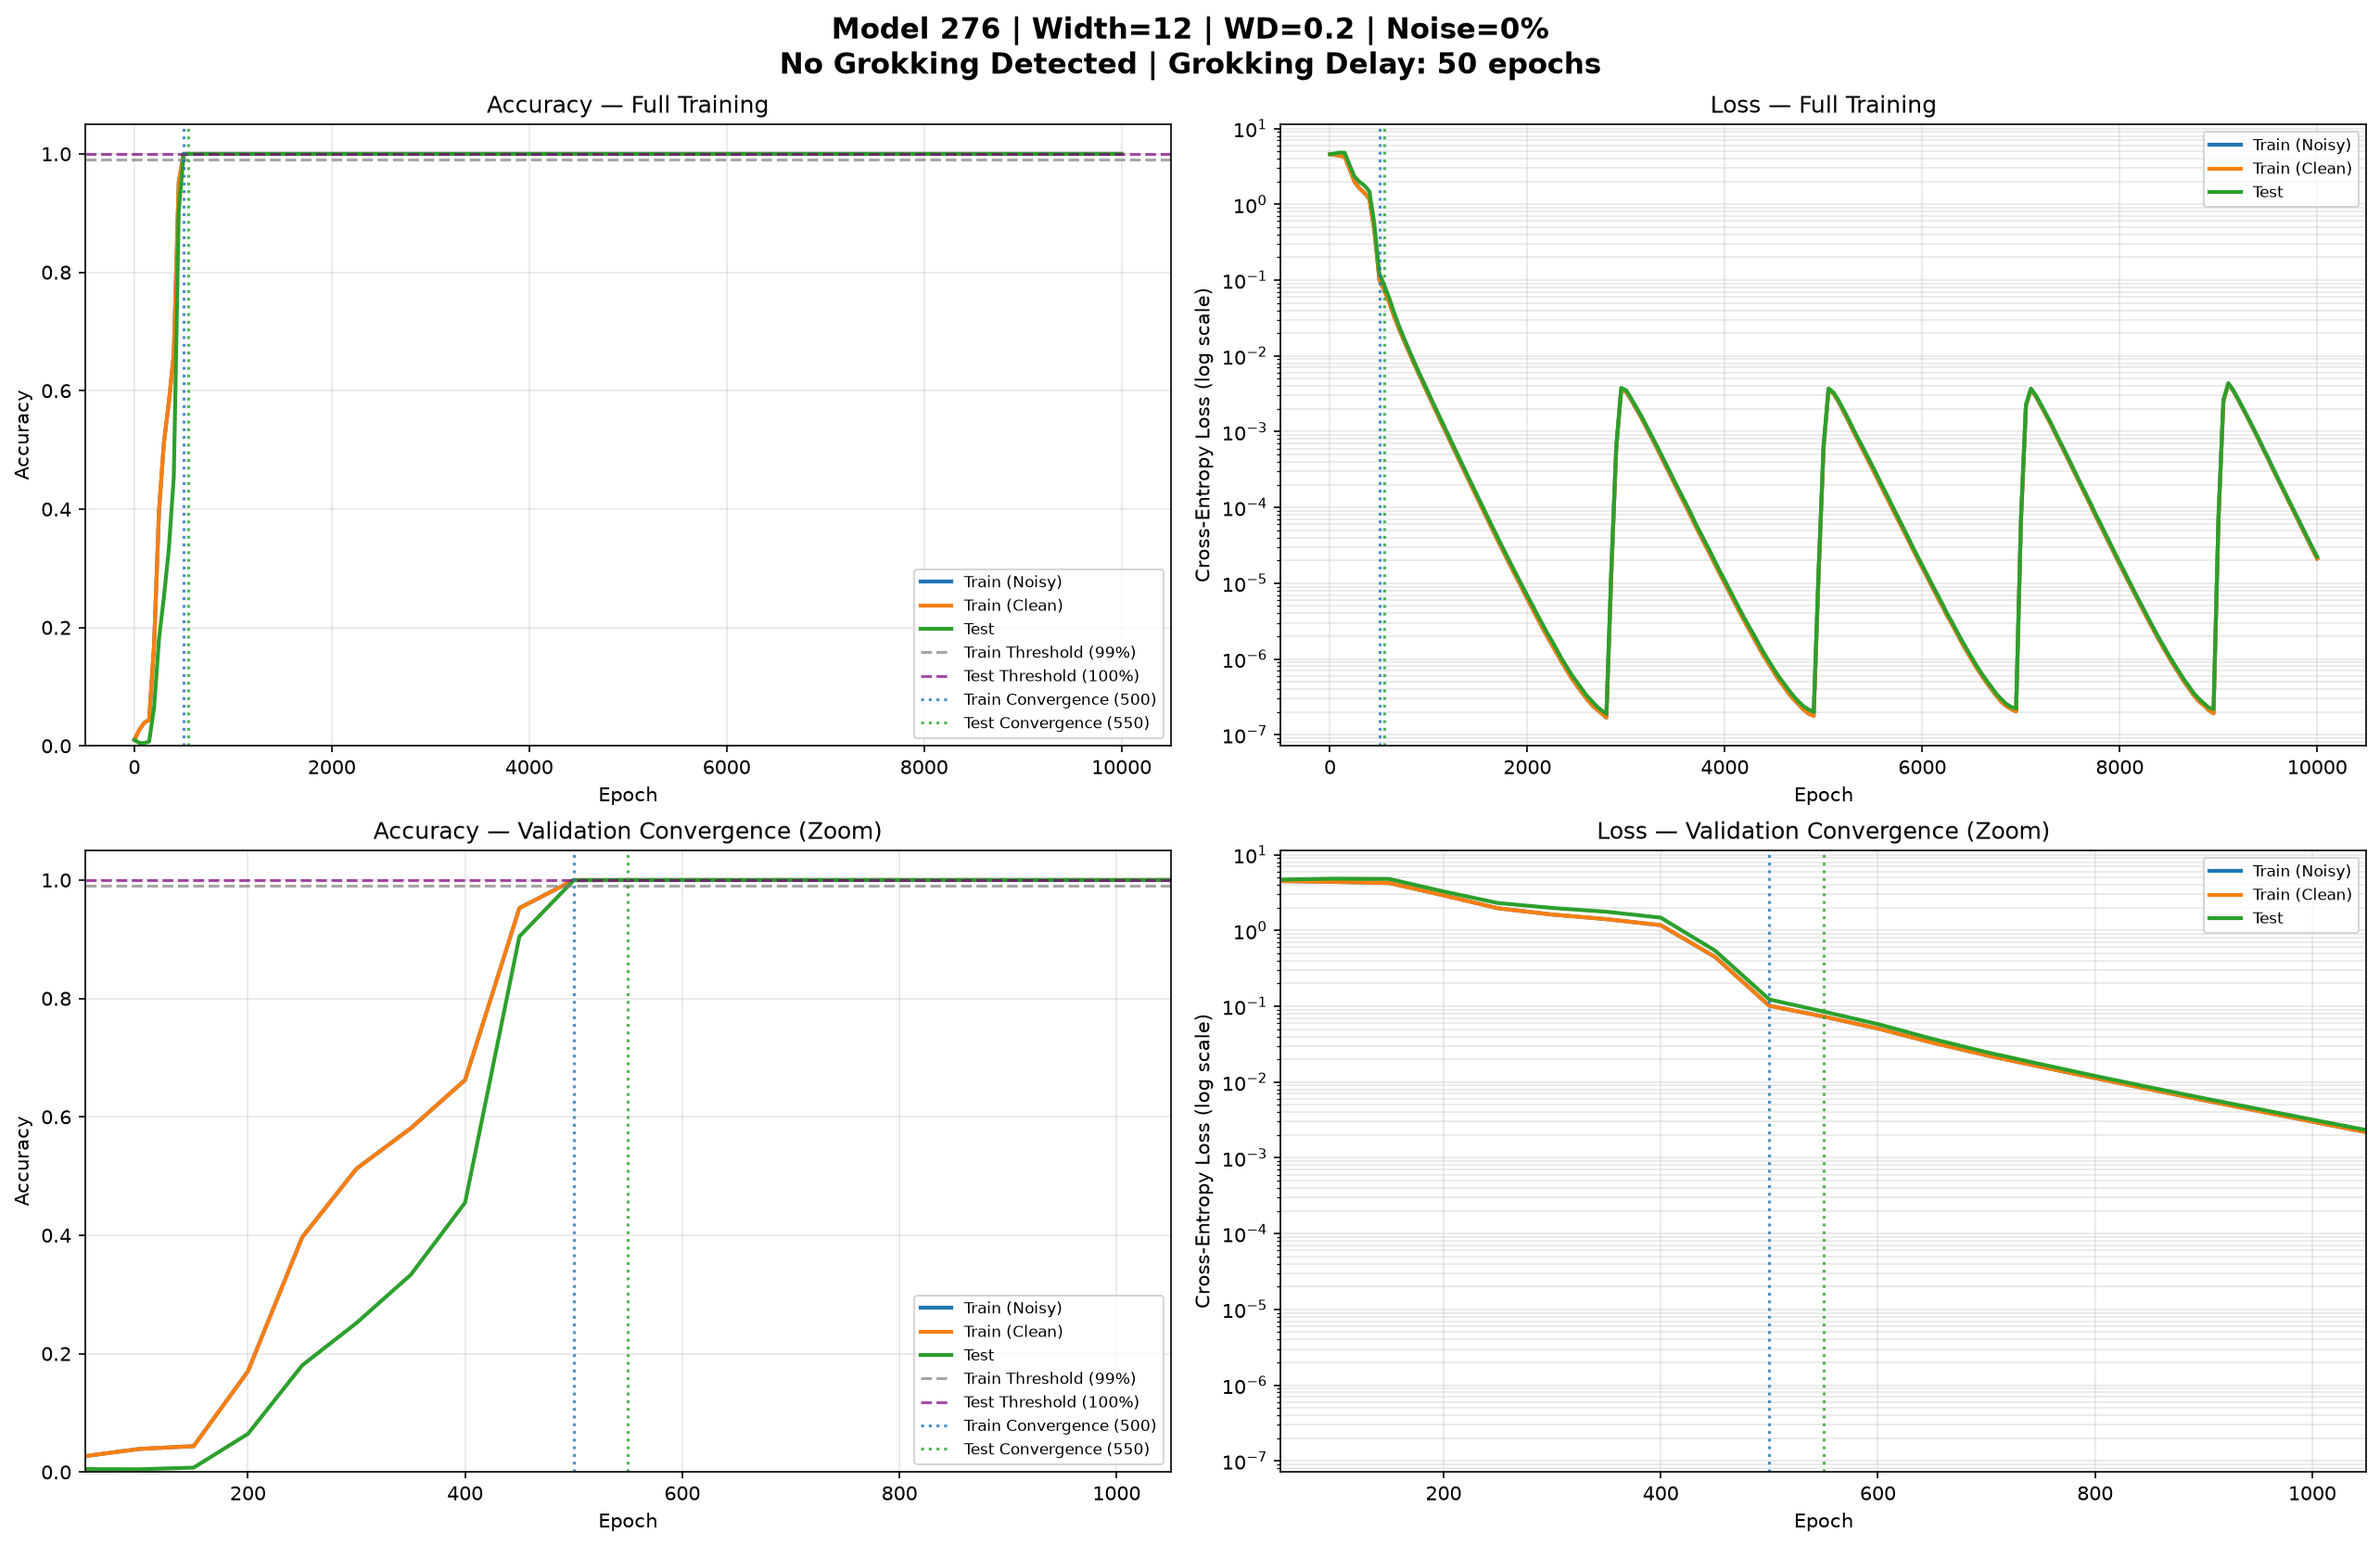 Model 276 | Width=12 | WD=0.2 | Noise=0%
No Grokking Detected | Grokking Delay: 50 epochs
Accuracy — Full Training
Accuracy
1.0
0.8
0.6
0.4
0.2
0.0
Train (Noisy)
Train (Clean)
Test
Train Threshold (99%)
Test Threshold (100%)
Train Convergence (500)
Test Convergence (550)
0 2000 4000 6000 8000 10000
Epoch
Loss — Full Training
Cross-Entropy Loss (log scale)
10¹
10⁰
10⁻¹
10⁻²
10⁻³
10⁻⁴
10⁻⁵
10⁻⁶
10⁻⁷
Train (Noisy)
Train (Clean)
Test
0 2000 4000 6000 8000 10000
Epoch
Accuracy — Validation Convergence (Zoom)
Accuracy
1.0
0.8
0.6
0.4
0.2
0.0
Train (Noisy)
Train (Clean)
Test
Train Threshold (99%)
Test Threshold (100%)
Train Convergence (500)
Test Convergence (550)
200 400 600 800 1000
Epoch
Loss — Validation Convergence (Zoom)
Cross-Entropy Loss (log scale)
10¹
10⁰
10⁻¹
10⁻²
10⁻³
10⁻⁴
10⁻⁵
10⁻⁶
10⁻⁷
Train (Noisy)
Train (Clean)
Test
200 400 600 800 1000
Epoch